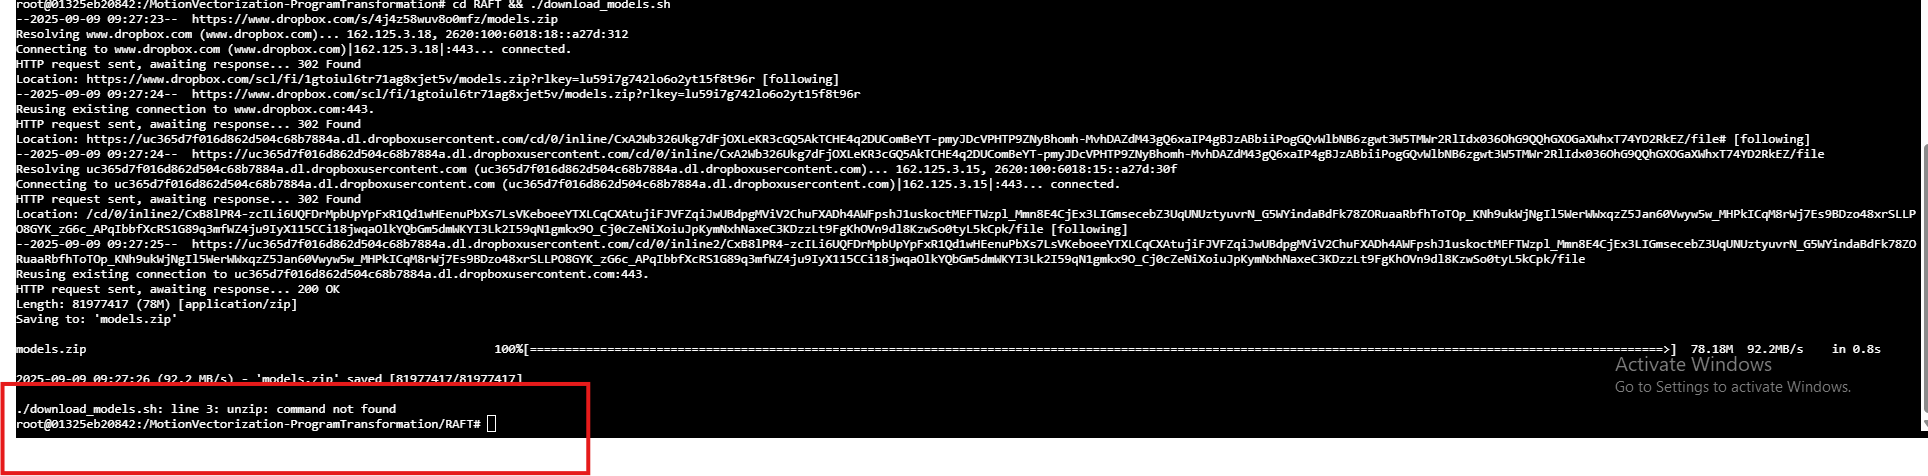 root@01325eb20842:/MotionVectorization-ProgramTransformation# cd RAFT && ./download_models.sh
--2025-09-09 09:27:23--  https://www.dropbox.com/s/4j4z58wuv8o0mfz/models.zip
Resolving www.dropbox.com (www.dropbox.com)... 162.125.3.18, 2620:100:6018:18::a27d:312
Connecting to www.dropbox.com (www.dropbox.com)|162.125.3.18|:443... connected.
HTTP request sent, awaiting response... 302 Found
Location: https://www.dropbox.com/scl/fi/1gtoiul6tr71ag8xjet5v/models.zip?rlkey=lu59i7g742lo6o2yt15f8t96r [following]
--2025-09-09 09:27:24--  https://www.dropbox.com/scl/fi/1gtoiul6tr71ag8xjet5v/models.zip?rlkey=lu59i7g742lo6o2yt15f8t96r
Reusing existing connection to www.dropbox.com:443.
HTTP request sent, awaiting response... 302 Found
Location: https://uc365d7f016d862d504c68b7884a.dl.dropboxusercontent.com/cd/0/inline/CxA2Wb326Ukg7dFjOXLeKR3cGQ5AkTCHE4q2DUComBeYT-pmyJDcVPHTP9ZNyBhomh-MvhDAZdM43gQ6xaIP4gBJzABbiiPogGQvWlbNB6zgwt3W5TMWr2RlIdx036OhG9QQhGXOGaXWhxT74YD2RkEZ/file# [following]
--2025-09-09 09:27:24--  https://uc365d7f016d862d504c68b7884a.dl.dropboxusercontent.com/cd/0/inline/CxA2Wb326Ukg7dFjOXLeKR3cGQ5AkTCHE4q2DUComBeYT-pmyJDcVPHTP9ZNyBhomh-MvhDAZdM43gQ6xaIP4gBJzABbiiPogGQvWlbNB6zgwt3W5TMWr2RlIdx036OhG9QQhGXOGaXWhxT74YD2RkEZ/file
Resolving uc365d7f016d862d504c68b7884a.dl.dropboxusercontent.com (uc365d7f016d862d504c68b7884a.dl.dropboxusercontent.com)... 162.125.3.15, 2620:100:6018:15::a27d:30f
Connecting to uc365d7f016d862d504c68b7884a.dl.dropboxusercontent.com (uc365d7f016d862d504c68b7884a.dl.dropboxusercontent.com)|162.125.3.15|:443... connected.
HTTP request sent, awaiting response... 302 Found
Location: /cd/0/inline2/CxB8lPR4-zcILi6UQFDrMpbUpYpFxR1Qd1wHEenuPbXs7LsVKeboeeYTXLCqCXAtujiFJVFZqiJwUBdpgMViV2ChuFXADh4AWFpshJ1uskoctMEFTWzpl_Mmn8E4CjEx3LIGmsecebZ3UqUNUztyuvrN_G5WYindaBdFk78ZORuaaRbfhToTOp_KNh9ukWjNgIl5WerWWxqzZ5Jan60Vwyw5w_MHPkICqM8rWj7Es9BDzo48xrSLLP
O8GYK_zG6c_APqIbbfXcRS1G89q3mfWZ4ju9IyX115CCi18jwqaOlkYQbGm5dmWKYI3Lk2I59qN1gmkx9O_Cj0cZeNiXoiuJpKymNxhNaxeC3KDzzLt9FgKhOVn9dl8KzwSo0tyL5kCpk/file [following]
--2025-09-09 09:27:25--  https://uc365d7f016d862d504c68b7884a.dl.dropboxusercontent.com/cd/0/inline2/CxB8lPR4-zcILi6UQFDrMpbUpYpFxR1Qd1wHEenuPbXs7LsVKeboeeYTXLCqCXAtujiFJVFZqiJwUBdpgMViV2ChuFXADh4AWFpshJ1uskoctMEFTWzpl_Mmn8E4CjEx3LIGmsecebZ3UqUNUztyuvrN_G5WYindaBdFk78ZO
RuaaRbfhToTOp_KNh9ukWjNgIl5WerWWxqzZ5Jan60Vwyw5w_MHPkICqM8rWj7Es9BDzo48xrSLLPO8GYK_zG6c_APqIbbfXcRS1G89q3mfWZ4ju9IyX115CCi18jwqaOlkYQbGm5dmWKYI3Lk2I59qN1gmkx9O_Cj0cZeNiXoiuJpKymNxhNaxeC3KDzzLt9FgKhOVn9dl8KzwSo0tyL5kCpk/file
Reusing existing connection to uc365d7f016d862d504c68b7884a.dl.dropboxusercontent.com:443.
HTTP request sent, awaiting response... 200 OK
Length: 81977417 (78M) [application/zip]
Saving to: 'models.zip'
models.zip 100%[===================================================>] 78.18M 92.2MB/s in 0.8s
2025-09-09 09:27:26 (92.2 MB/s) - 'models.zip' saved [81977417/81977417]
Activate Windows
Go to Settings to activate Windows.
./download_models.sh: line 3: unzip: command not found
root@01325eb20842:/MotionVectorization-ProgramTransformation/RAFT#